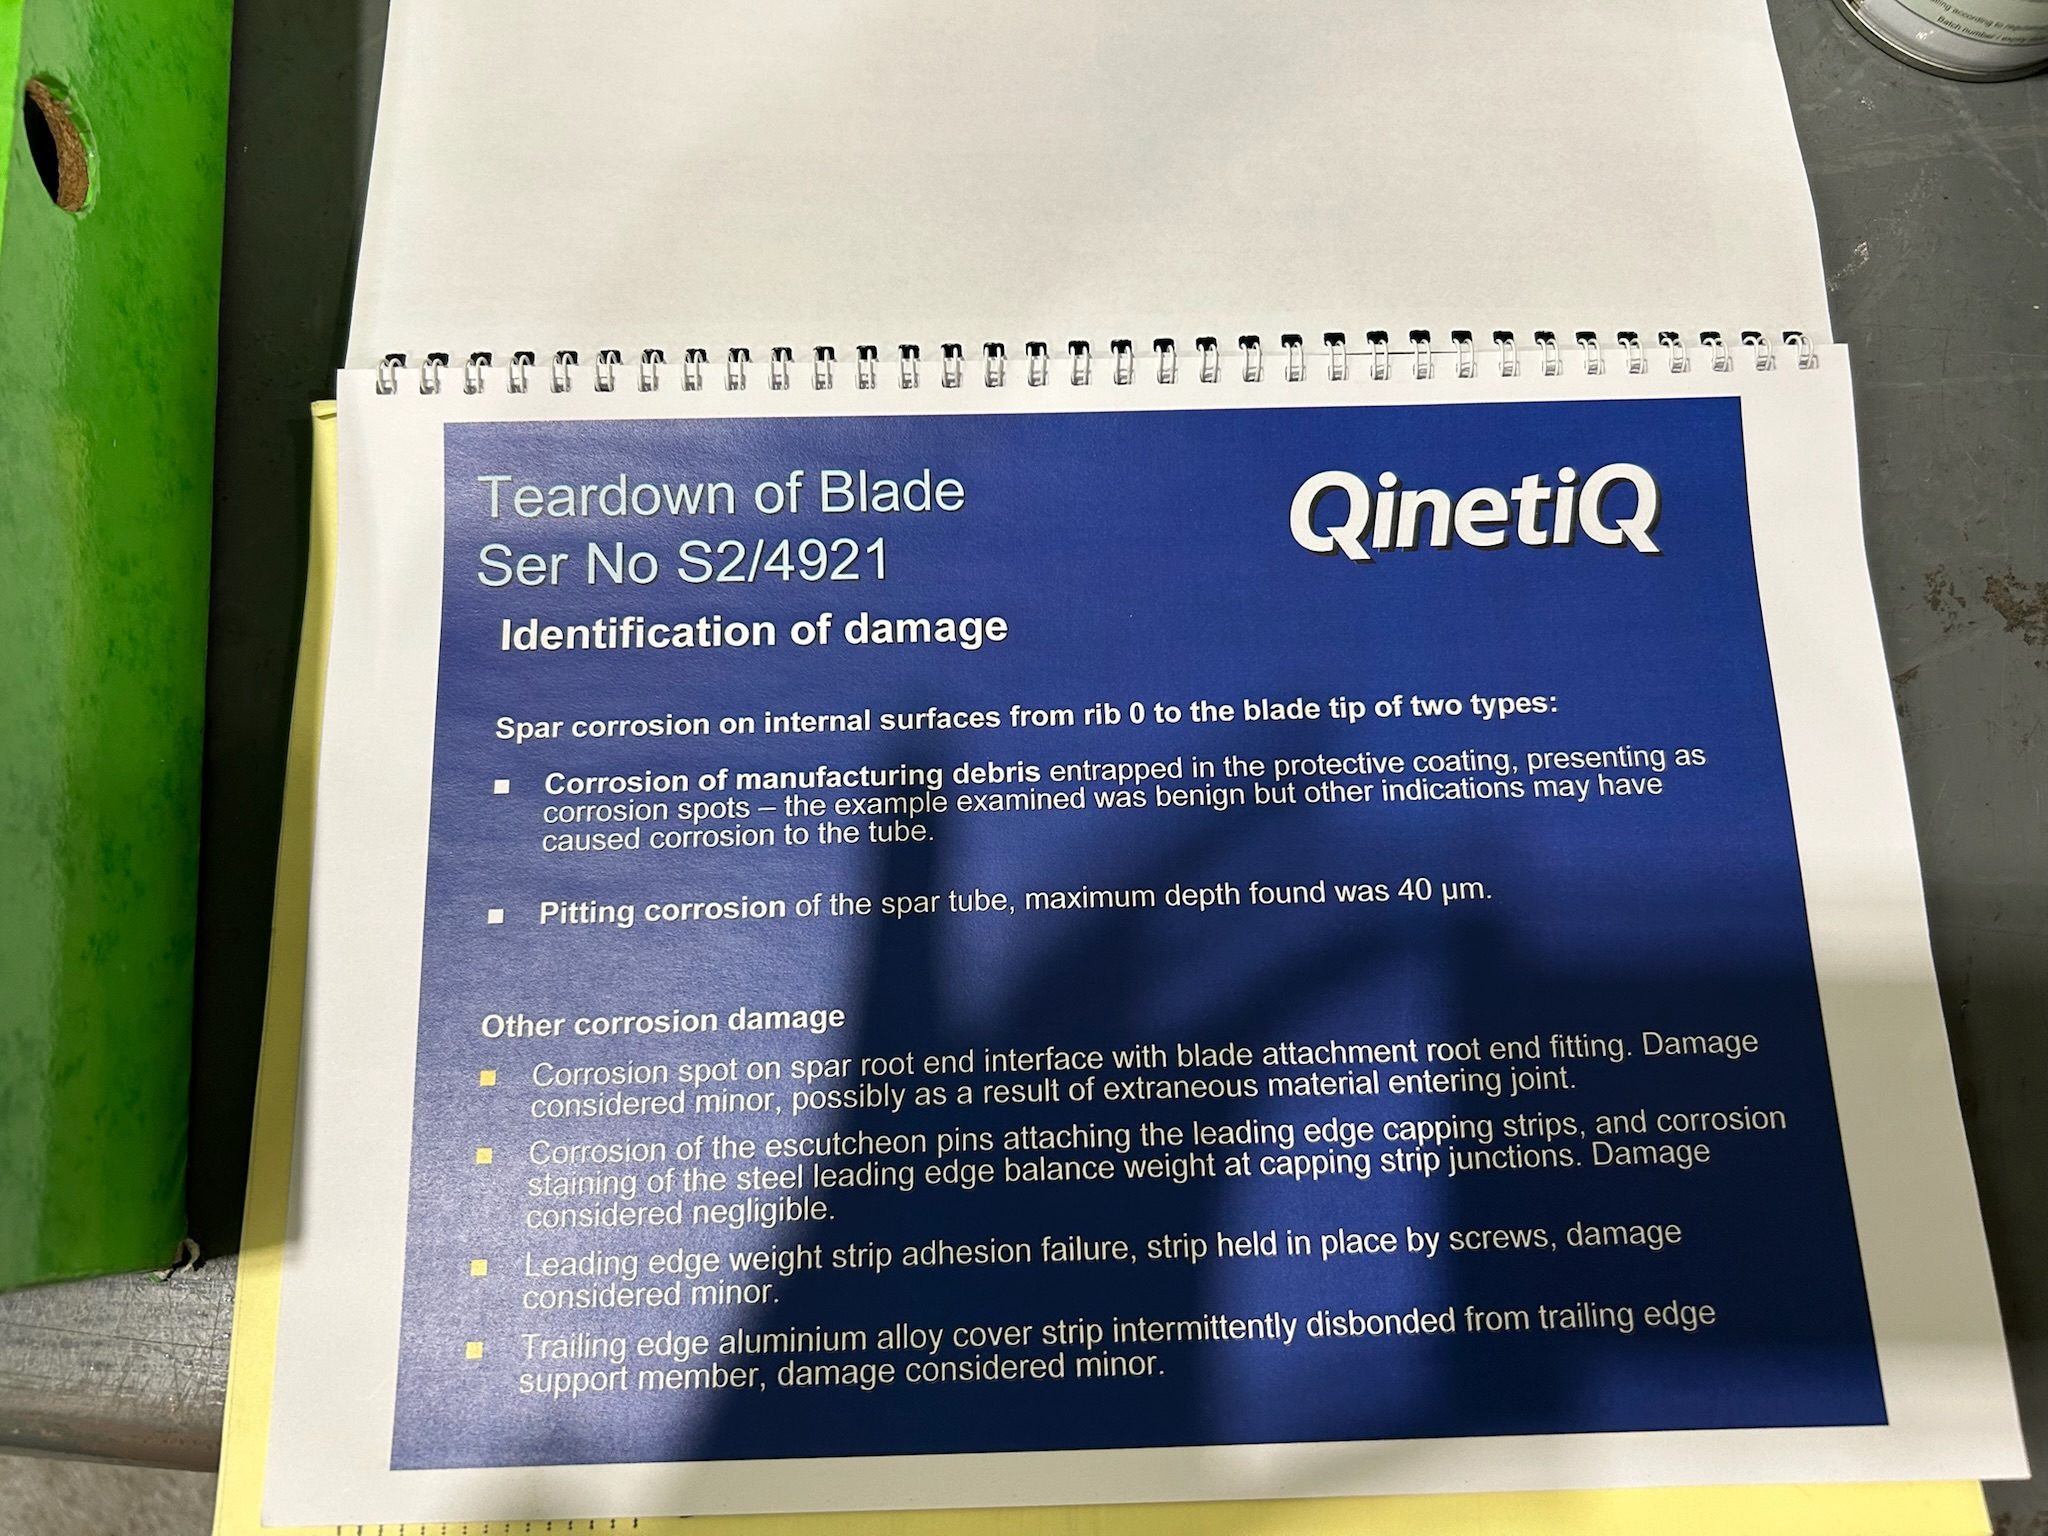 Teardown of Blade
Ser No S2/4921
QinetiQ
Identification of damage
Spar corrosion on internal surfaces from rib 0 to the blade tip of two types:
Corrosion of manufacturing debris entrapped in the protective coating, presenting as
corrosion spots – the example examined was benign but other indications may have
caused corrosion to the tube.
Pitting corrosion of the spar tube, maximum depth found was 40 µm.
Other corrosion damage
Corrosion spot on spar root end interface with blade attachment root end fitting. Damage
considered minor, possibly as a result of extraneous material entering joint.
Corrosion of the escutcheon pins attaching the leading edge capping strips, and corrosion
staining of the steel leading edge balance weight at capping strip junctions. Damage
considered negligible.
Leading edge weight strip adhesion failure, strip held in place by screws, damage
considered minor.
Trailing edge aluminium alloy cover strip intermittently disbonded from trailing edge
support member, damage considered minor.